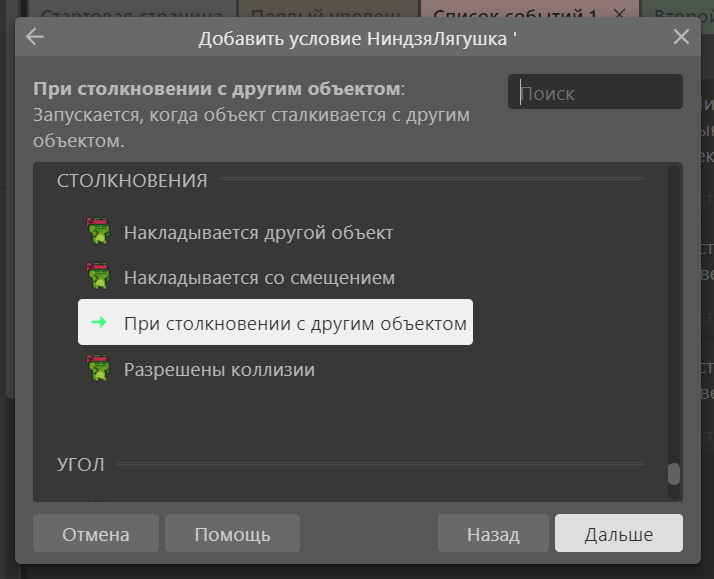 Стартовая страница Первый уровень Список событий 1 Второй
Добавить условие НиндзяЛягушка '
При столкновении с другим объектом:
Запускается, когда объект сталкивается с другим
объектом.
Поиск
СТОЛКНОВЕНИЯ
Накладывается другой объект
Накладывается со смещением
При столкновении с другим объектом
Разрешены коллизии
УГОЛ
Отмена
Помощь
Назад
Дальше